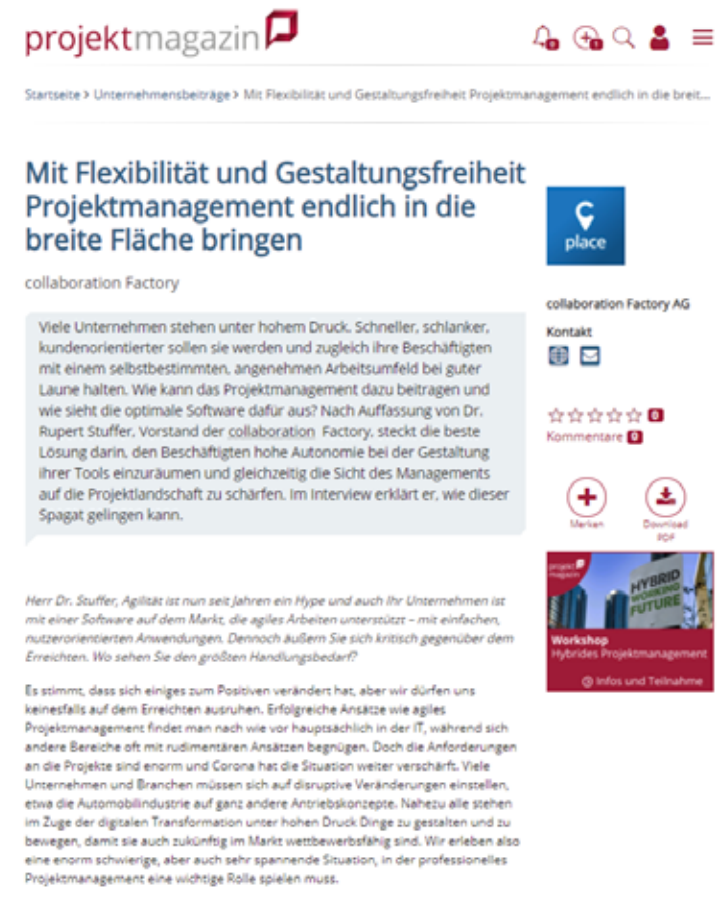 projektmagazin
Startseite > Unternehmensbeiträge > Mit Flexibilität und Gestaltungsfreiheit Projektmanagement endlich in die breit...
Mit Flexibilität und Gestaltungsfreiheit
Projektmanagement endlich in die
breite Fläche bringen
collaboration Factory
Viele Unternehmen stehen unter hohem Druck. Schneller, schlanker,
kundenorientierter sollen sie werden und zugleich ihre Beschäftigten
mit einem selbstbestimmten, angenehmen Arbeitsumfeld bei guter
Laune halten. Wie kann das Projektmanagement dazu beitragen und
wie sieht die optimale Software dafür aus? Nach Auffassung von Dr.
Rupert Stuffer, Vorstand der collaboration Factory, steckt die beste
Lösung darin, den Beschäftigten hohe Autonomie bei der Gestaltung
ihrer Tools einzuräumen und gleichzeitig die Sicht des Managements
auf die Projektlandschaft zu schärfen. Im Interview erklärt er, wie dieser
Spagat gelingen kann.
Herr Dr. Stuffer, Agilität ist nun seit Jahren ein Hype und auch Ihr Unternehmen ist
mit einer Software auf dem Markt, die agiles Arbeiten unterstützt – mit einfachen,
nutzerorientierten Anwendungen. Dennoch äußern Sie sich kritisch gegenüber dem
Erreichten. Wo sehen Sie den größten Handlungsbedarf?
Es stimmt, dass sich einiges zum Positiven verändert hat, aber wir dürfen uns
keinesfalls auf dem Erreichten ausruhen. Erfolgreiche Ansätze wie agiles
Projektmanagement findet man nach wie vor hauptsächlich in der IT, während sich
andere Bereiche oft mit rudimentären Ansätzen begnügen. Doch die Anforderungen
an die Projekte sind enorm und Corona hat die Situation weiter verschärft. Viele
Unternehmen und Branchen müssen sich auf disruptive Veränderungen einstellen,
etwa die Automobilindustrie auf ganz andere Antriebskonzepte. Nahezu alle stehen
im Zuge der digitalen Transformation unter hohen Druck Dinge zu gestalten und zu
bewegen, damit sie auch zukünftig im Markt wettbewerbsfähig sind. Wir erleben also
eine enorm schwierige, aber auch sehr spannende Situation, in der professionelles
Projektmanagement eine wichtige Rolle spielen muss.
place
collaboration Factory AG
Kontakt
0
Kommentare 0
Merken
Download
PDF
projekt
magazin
HYBRID
WORKING
FUTURE
Workshop
Hybrides Projektmanagement
Infos und Teilnahme